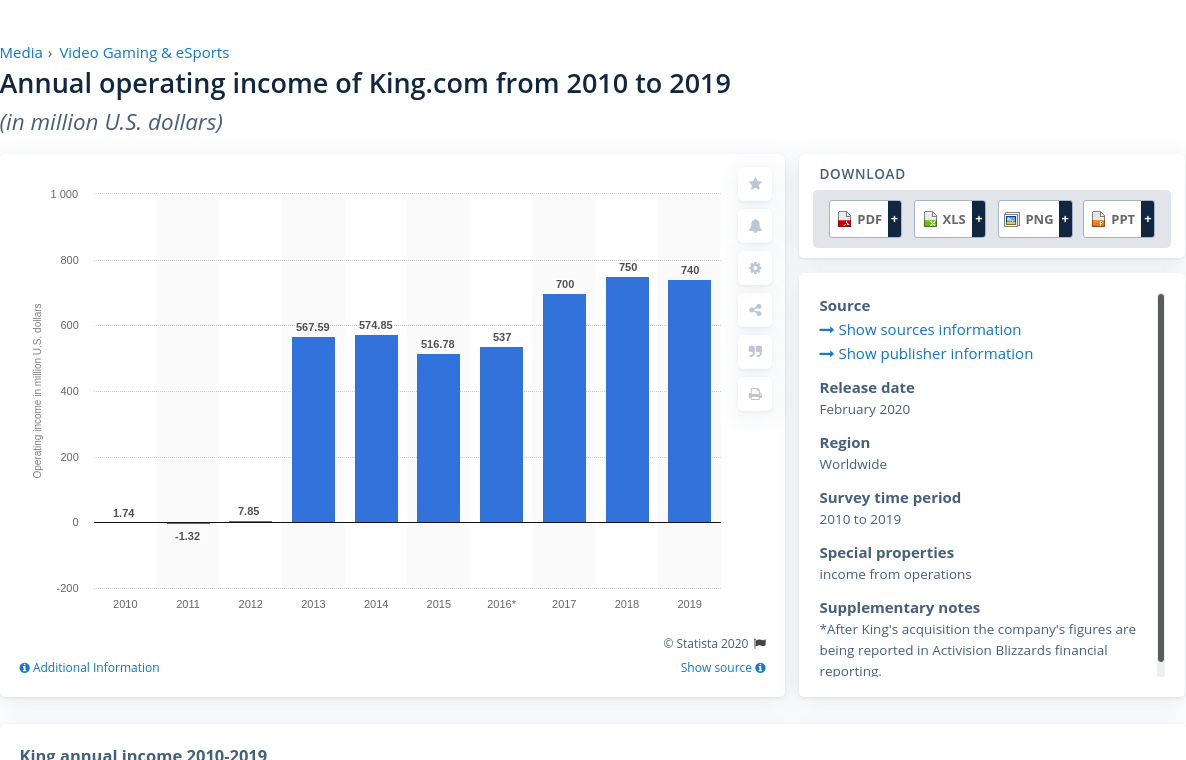 Media › Video Gaming & eSports
Annual operating income of King.com from 2010 to 2019
(in million U.S. dollars)
Operating income in million U.S. dollars
1 000
800
600
400
200
0
-200
1.74
-1.32
7.85
567.59
574.85
516.78
537
700
750
740
2010 2011 2012 2013 2014 2015 2016* 2017 2018 2019
© Statista 2020
Additional Information
Show source
DOWNLOAD
PDF + XLS + PNG + PPT +
Source
Show sources information
Show publisher information
Release date
February 2020
Region
Worldwide
Survey time period
2010 to 2019
Special properties
income from operations
Supplementary notes
*After King's acquisition the company's figures are
being reported in Activision Blizzards financial
reporting.
King annual income 2010-2019